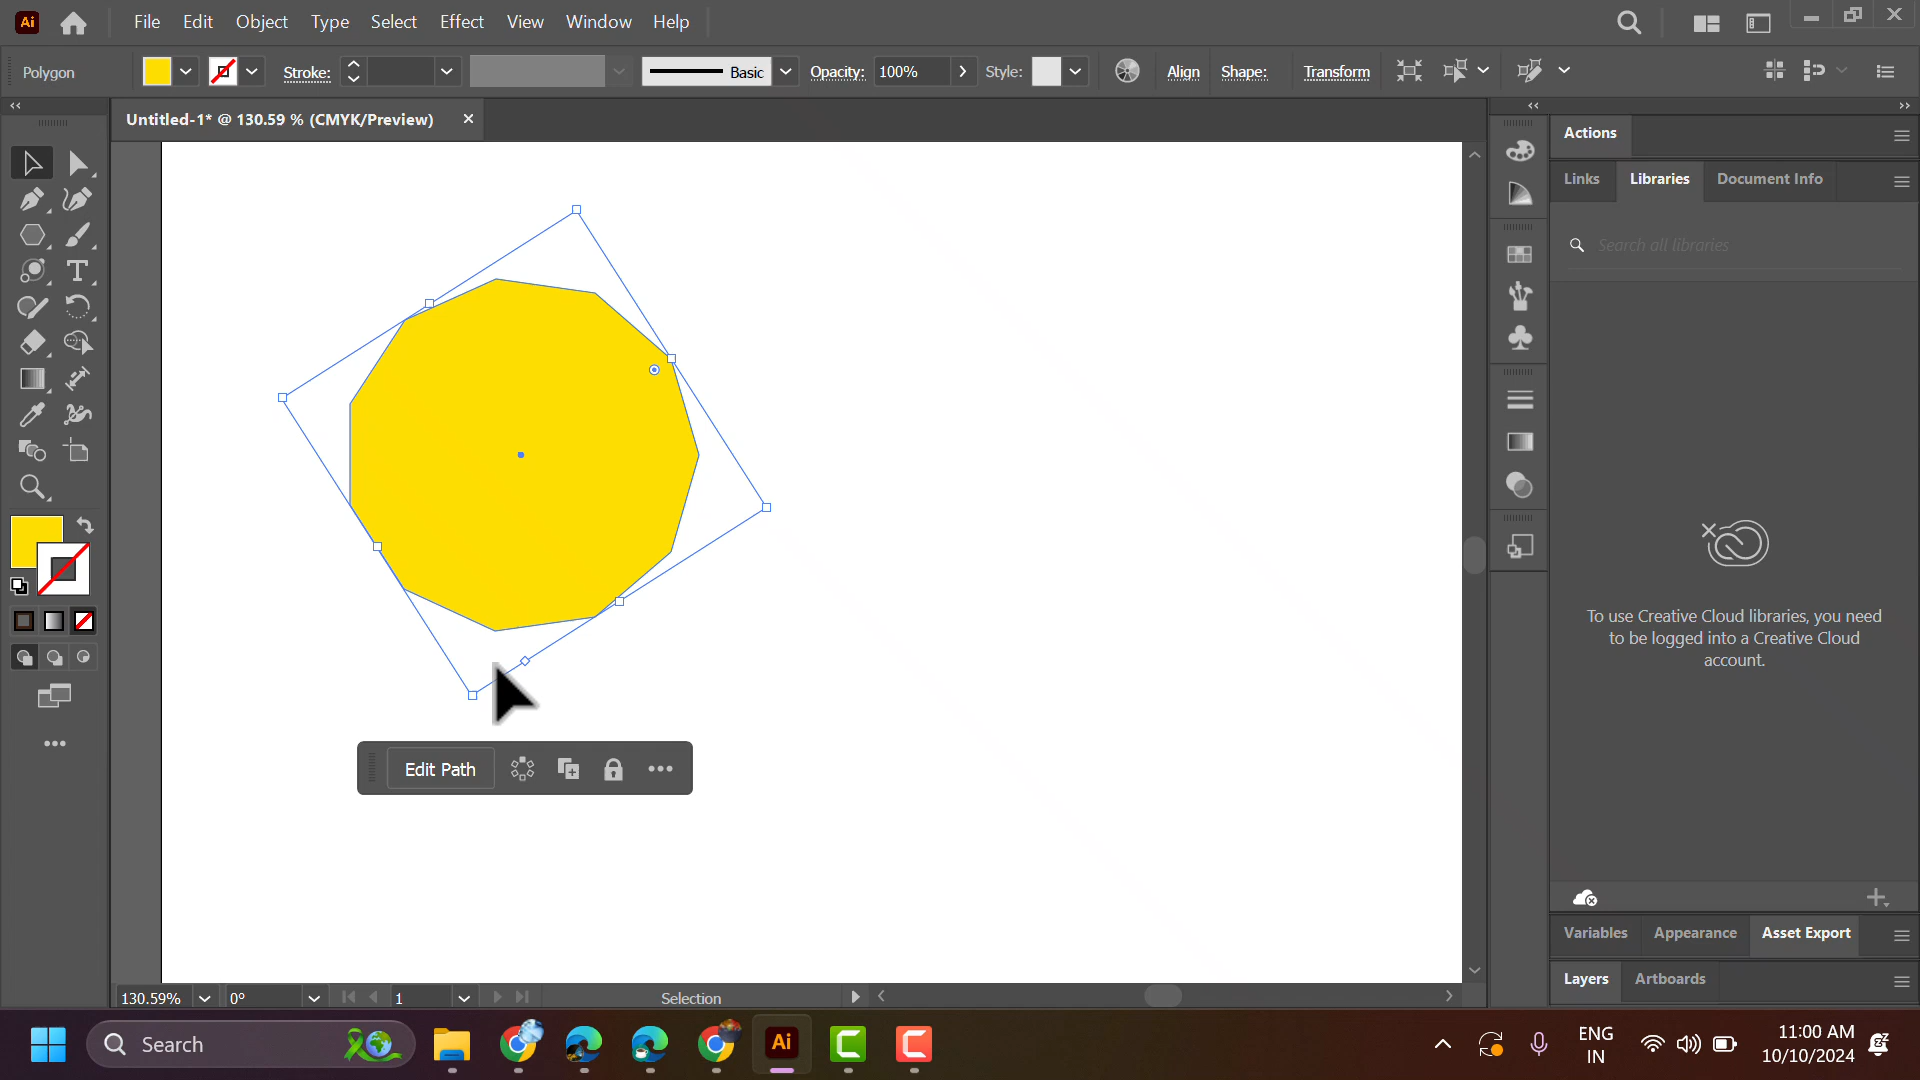 Ai File Edit Object Type Select Effect View Window Help
Polygon Stroke: Basic Opacity: 100% Style: Align Shape: Transform
Untitled-1* @ 130.59 % (CMYK/Preview)
Actions
Links Libraries Document Info
Search all libraries
T
To use Creative Cloud libraries, you need
to be logged into a Creative Cloud
account.
Edit Path
Variables Appearance Asset Export
Layers Artboards
130.59% 0° 1 Selection
Search Ai ENG
IN
11:00 AM
10/10/2024